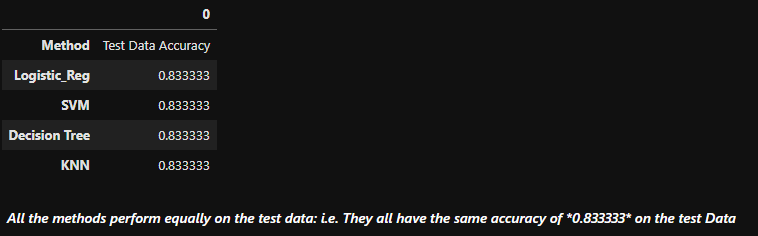 0
Method Test Data Accuracy
Logistic_Reg 0.833333
SVM 0.833333
Decision Tree 0.833333
KNN 0.833333
All the methods perform equally on the test data: i.e. They all have the same accuracy of *0.833333* on the test Data